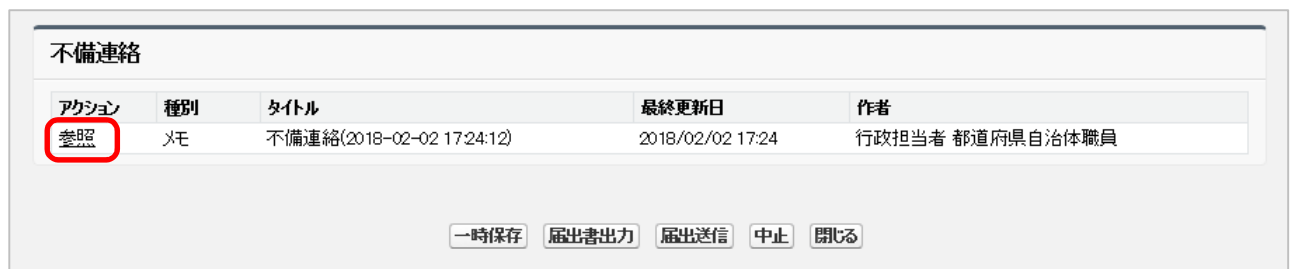 不備連絡
アクション 種別 タイトル 最終更新日 作者
参照 メモ 不備連絡(2018-02-02 17:24:12) 2018/02/02 17:24 行政担当者 都道府県自治体職員
一時保存 届出書出力 届出送信 中止 閉じる